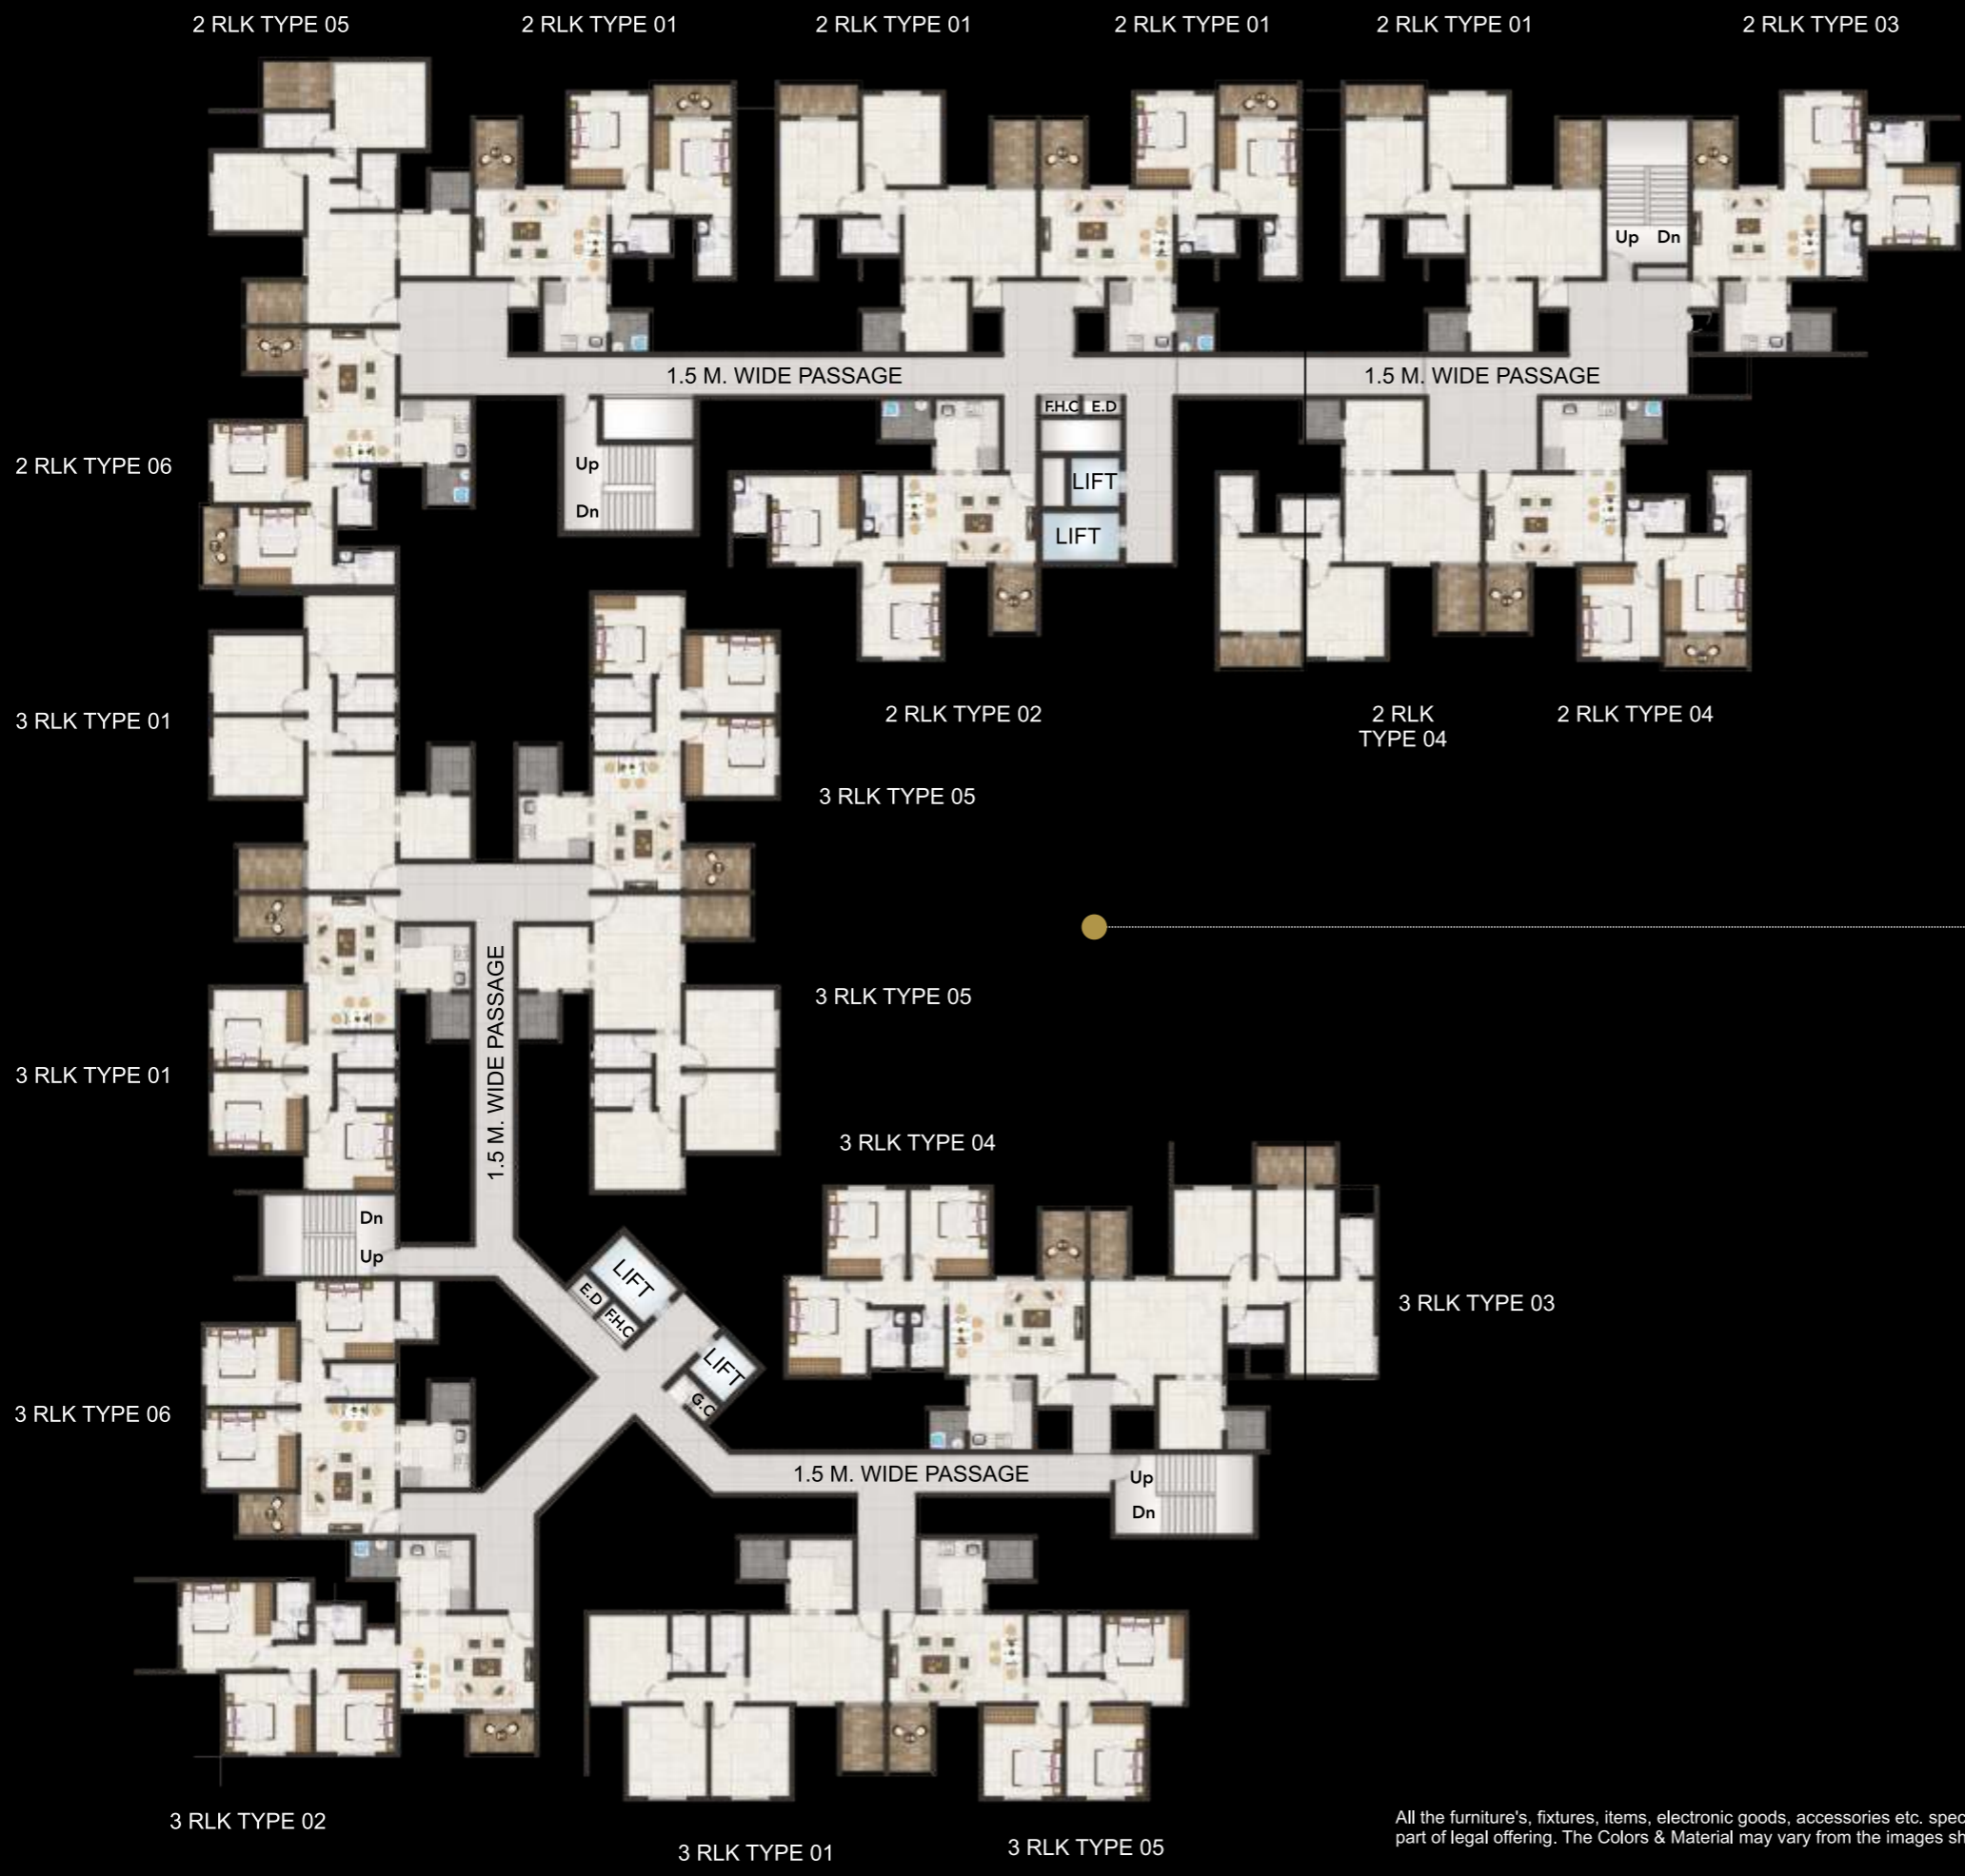 2 RLK TYPE 05
2 RLK TYPE 01
2 RLK TYPE 01
2 RLK TYPE 01
2 RLK TYPE 01
2 RLK TYPE 03
Up Dn
1.5 M. WIDE PASSAGE
1.5 M. WIDE PASSAGE
F.H.C
E.D
2 RLK TYPE 06
Up
Dn
LIFT
LIFT
2 RLK TYPE 02
2 RLK
TYPE 04
2 RLK TYPE 04
3 RLK TYPE 01
3 RLK TYPE 05
3 RLK TYPE 05
1.5 M. WIDE PASSAGE
3 RLK TYPE 01
3 RLK TYPE 04
Dn
Up
LIFT
E.D
F.H.C
LIFT
G.C
3 RLK TYPE 03
3 RLK TYPE 06
1.5 M. WIDE PASSAGE
Up
Dn
3 RLK TYPE 02
3 RLK TYPE 01
3 RLK TYPE 05
All the furniture's, fixtures, items, electronic goods, accessories etc.
part of legal offering. The Colors & Material may vary from the images